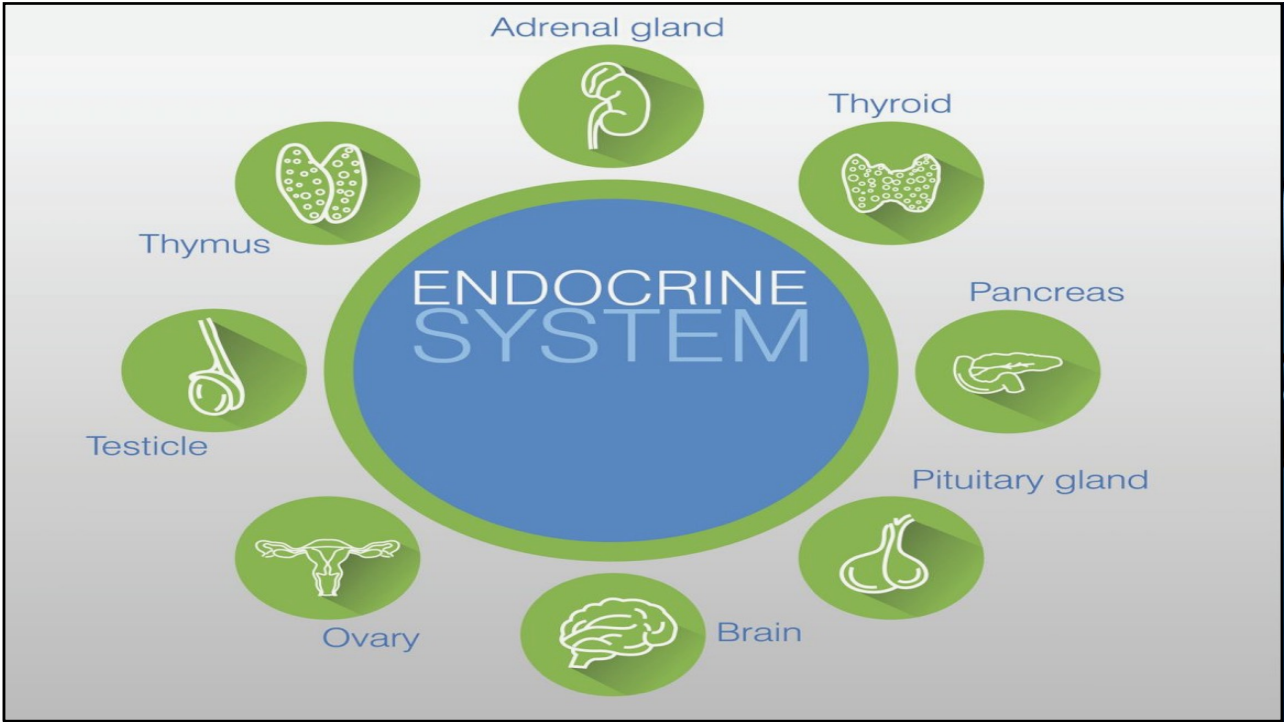 Adrenal gland
Thyroid
Thymus
ENDOCRINE
SYSTEM
Pancreas
Testicle
Pituitary gland
Ovary
Brain